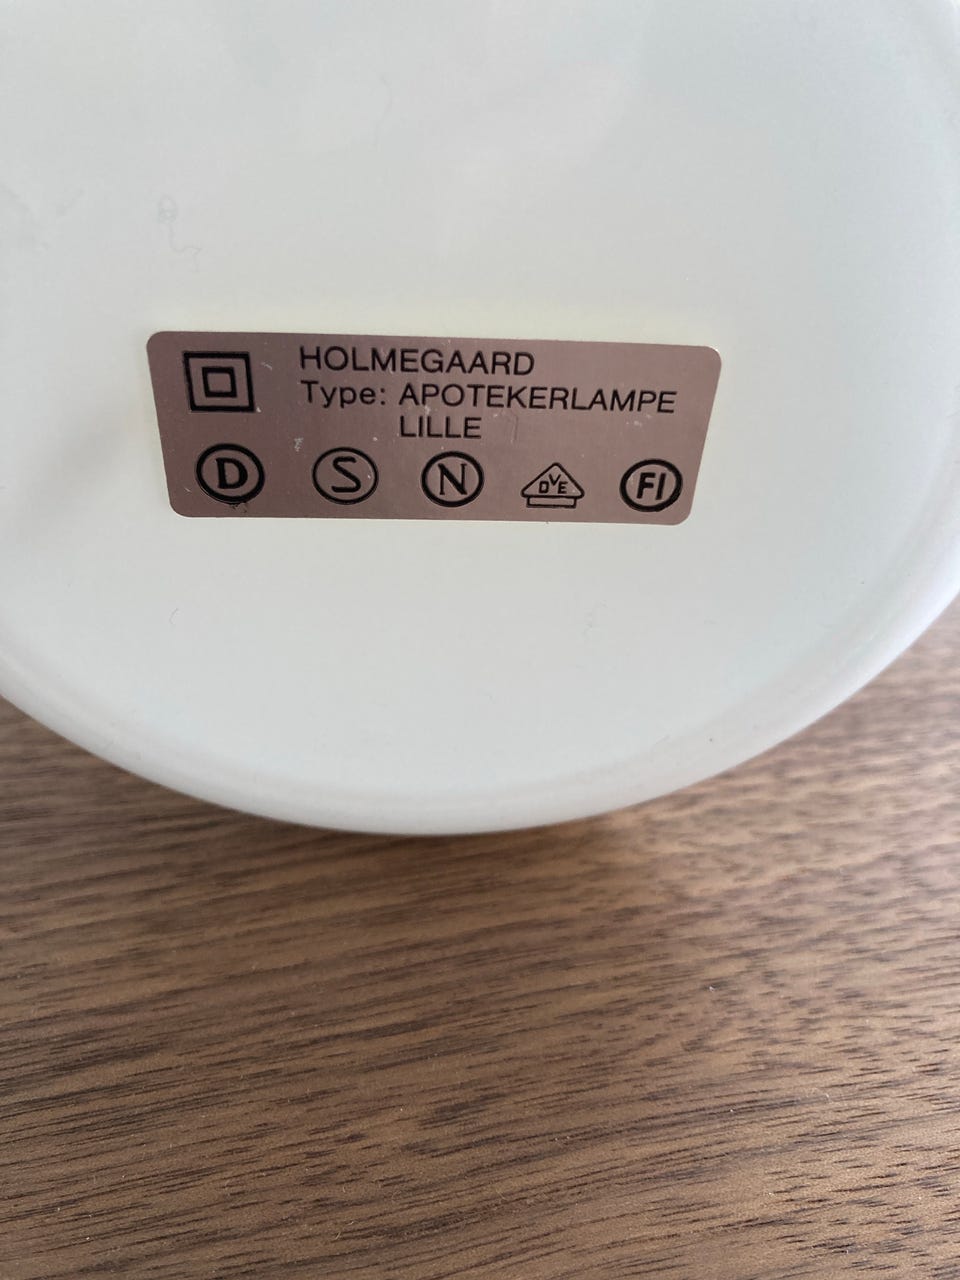 HOLMEGAARD
Type: APOTEKERLAMPE
LILLE
D S N DVE FI